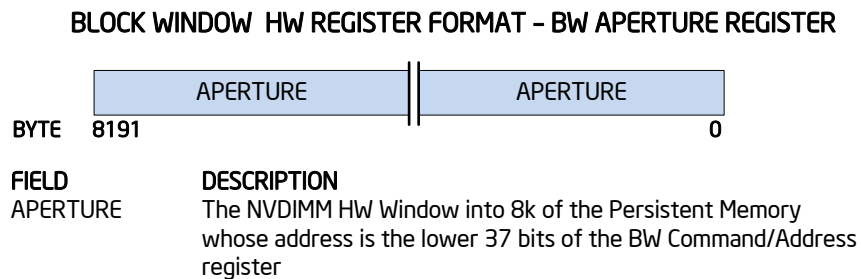 BLOCK WINDOW HW REGISTER FORMAT – BW APERTURE REGISTER
APERTURE APERTURE
BYTE 8191 0
FIELD DESCRIPTION
APERTURE The NVDIMM HW Window into 8k of the Persistent Memory
whose address is the lower 37 bits of the BW Command/Address
register